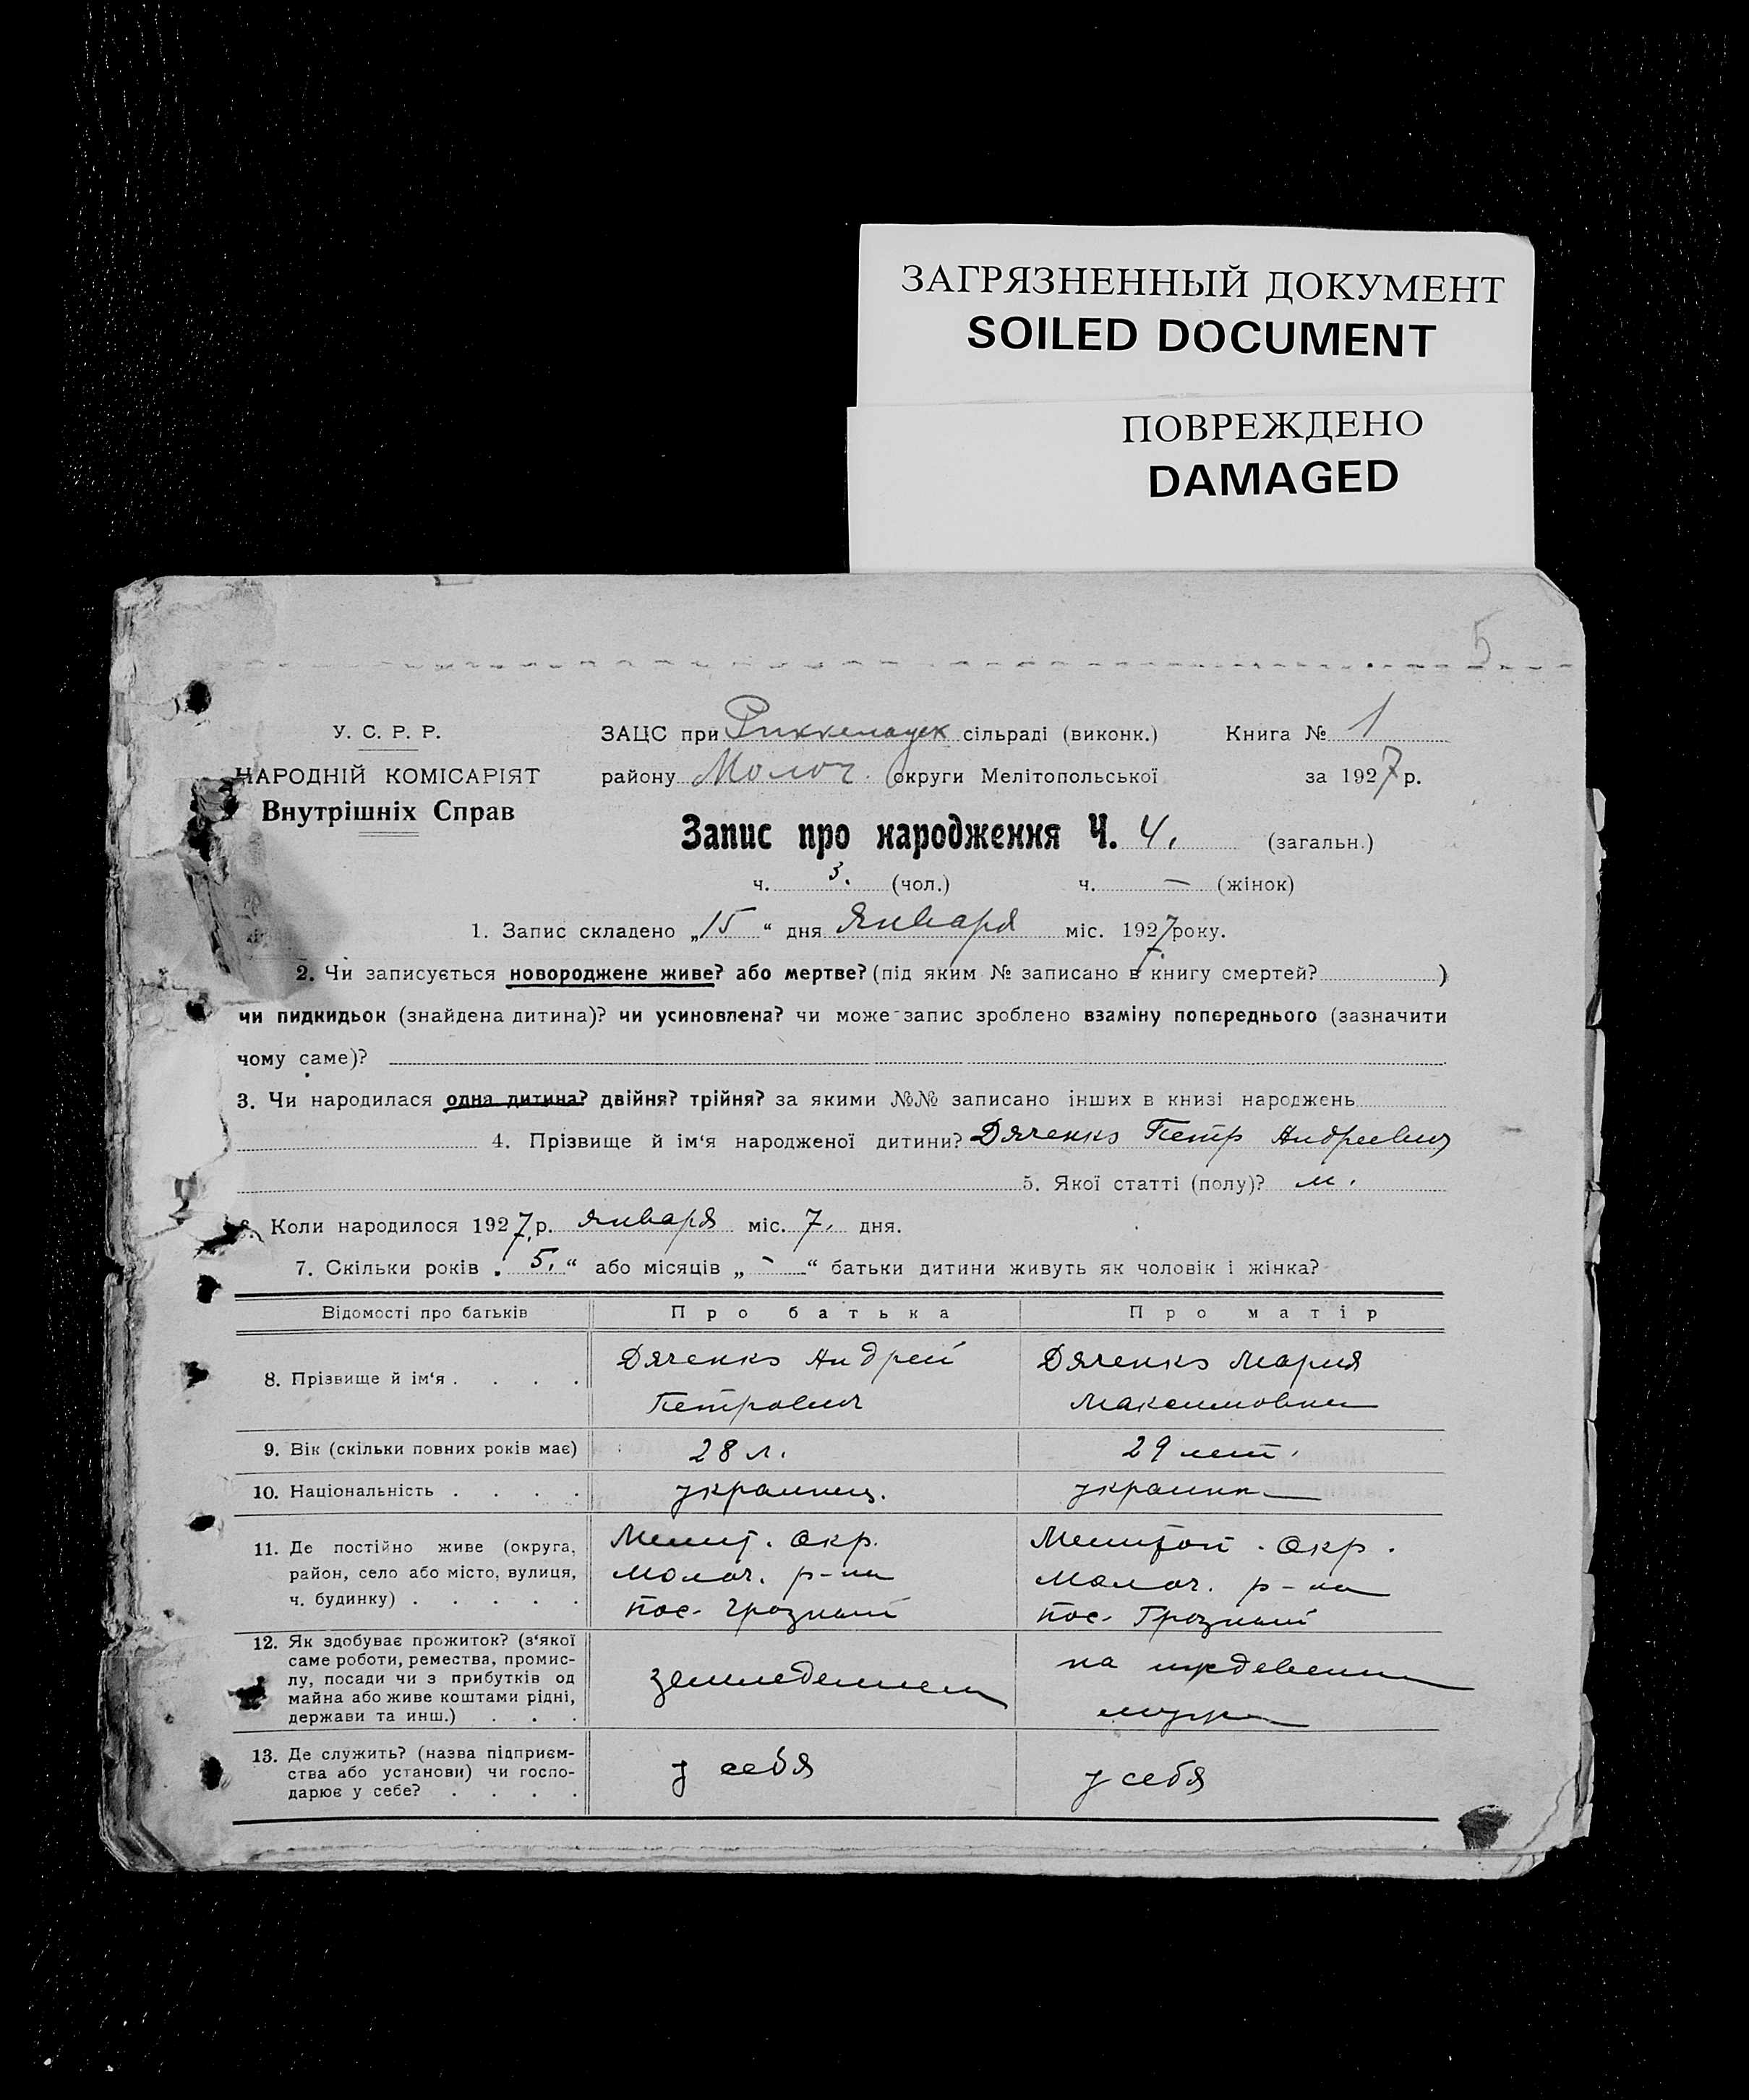 ЗАГРЯЗНЕННЫЙ ДОКУМЕНТ
SOILED DOCUMENT
ПОВРЕЖДЕНО
DAMAGED
5
У. С. Р. Р.
НАРОДНІЙ КОМІСАРІЯТ
Внутрішніх Справ
ЗАЦС при Риккенауск сільраді (виконк.) Книга № 1
району Молоч. округи Мелітопольської за 1927 р.
Запис про народження Ч. 4. (загальн.)
ч. 3. (чол.) ч. — (жінок)
1. Запис складено „15“ дня Января міс. 1927 року.
2. Чи записується новороджене живе? або мертве? (під яким № записано в книгу смертей? )
чи пидкидьок (знайдена дитина)? чи усиновлена? чи може запис зроблено взаміну попереднього (зазначити
чому саме)?
3. Чи народилася одна дитина? двійня? трійня? за якими №№ записано інших в книзі народжень
4. Прізвище й ім‘я народженої дитини? Дяченко Петр Андреевич
5. Якої статті (полу)? м.
6. Коли народилося 1927, р. января міс. 7. дня.
7. Скільки років „5.“ або місяців „-“ батьки дитини живуть як чоловік і жінка?
Відомості про батьків Про батька Про матір
8. Прізвище й ім‘я . . . .
Дяченко Андрей
Петрович
Дяченко Мария
Максимовна
9. Вік (скільки повних років має) 28 л. 29 лет.
10. Національність . . . . украинец. украинка
11. Де постійно живе (округа,
район, село або місто, вулиця,
ч. будинку) . . . . .
Мелит. Окр.
Молоч. р-на
пос. Грозный
Мелитоп. Окр.
Молоч. р-на
пос. Грозный
12. Як здобуває прожиток? (з‘якої
саме роботи, ремества, промис-
лу, посади чи з прибутків од
майна або живе коштами рідні,
держави та инш.) . . .
земледелием
на иждевении
мужа
13. Де служить? (назва підприєм-
ства або установи) чи госпо-
дарює у себе? . . . .
у себя
у себя